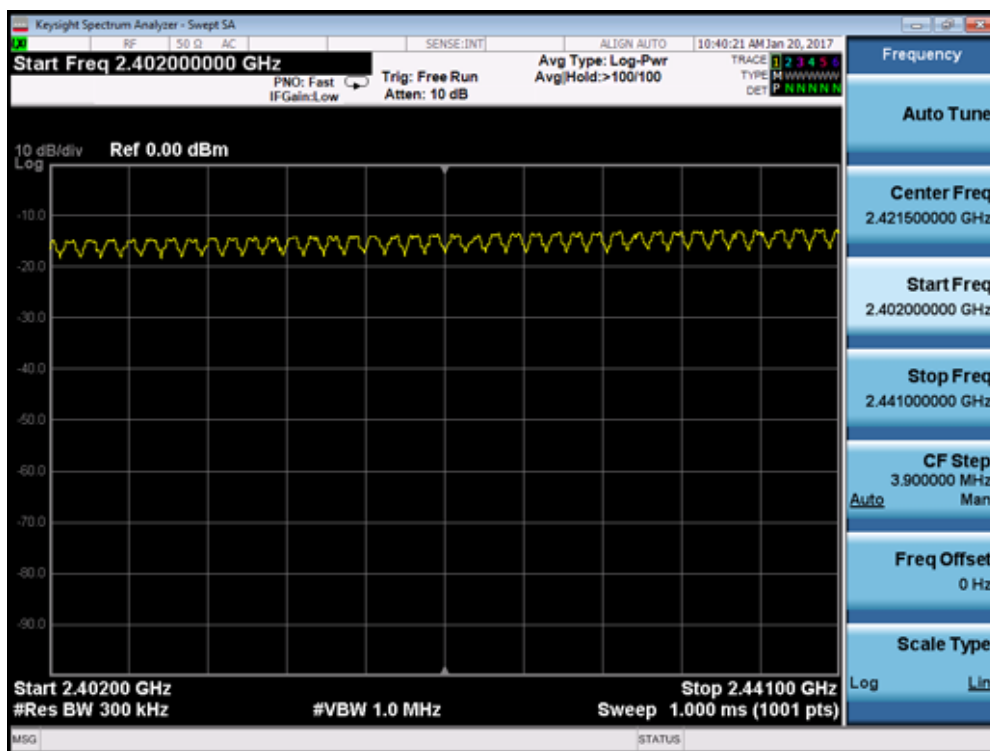 Keysight Spectrum Analyzer - Swept SA
LXI RF 50 Ω AC SENSE:INT ALIGN AUTO 10:40:21 AM Jan 20, 2017
Start Freq 2.402000000 GHz
PNO: Fast
IFGain:Low
Trig: Free Run
Atten: 10 dB
Avg Type: Log-Pwr
Avg|Hold:>100/100
TRACE 1 2 3 4 5 6
TYPE M W W W W W
DET P N N N N N
10 dB/div Ref 0.00 dBm
Log
-10.0
-20.0
-30.0
-40.0
-50.0
-60.0
-70.0
-80.0
-90.0
Start 2.40200 GHz Stop 2.44100 GHz
#Res BW 300 kHz #VBW 1.0 MHz Sweep 1.000 ms (1001 pts)
MSG STATUS
Frequency
Auto Tune
Center Freq
2.421500000 GHz
Start Freq
2.402000000 GHz
Stop Freq
2.441000000 GHz
CF Step
3.900000 MHz
Auto Man
Freq Offset
0 Hz
Scale Type
Log Lin